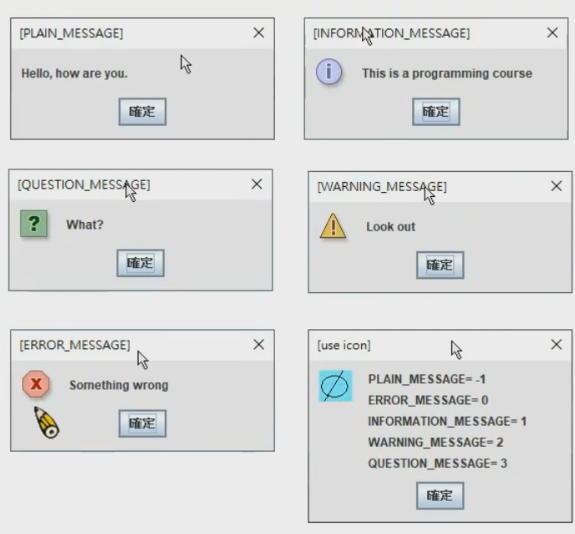 [PLAIN_MESSAGE]
Hello, how are you.
確定
[INFORMATION_MESSAGE]
This is a programming course
確定
[QUESTION_MESSAGE]
What?
確定
[WARNING_MESSAGE]
Look out
確定
[ERROR_MESSAGE]
Something wrong
確定
[use icon]
PLAIN_MESSAGE= -1
ERROR_MESSAGE= 0
INFORMATION_MESSAGE= 1
WARNING_MESSAGE= 2
QUESTION_MESSAGE= 3
確定